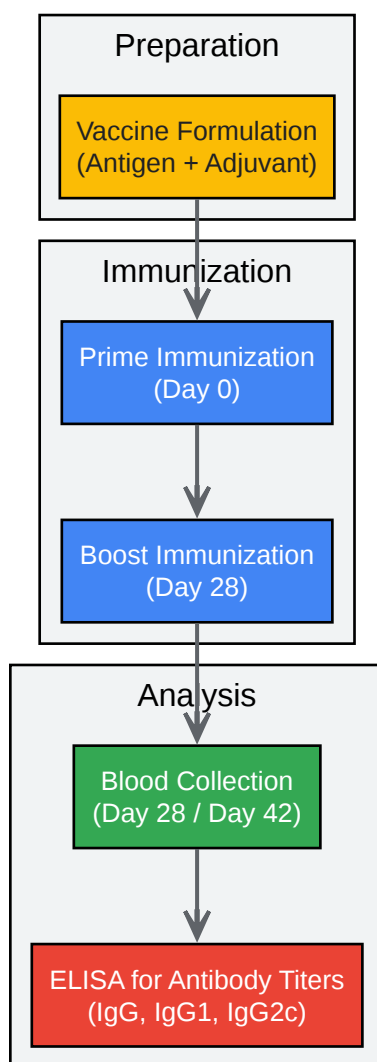 Preparation
Vaccine Formulation
(Antigen + Adjuvant)
Immunization
Prime Immunization
(Day 0)
Boost Immunization
(Day 28)
Analysis
Blood Collection
(Day 28 / Day 42)
ELISA for Antibody Titers
(IgG, IgG1, IgG2c)